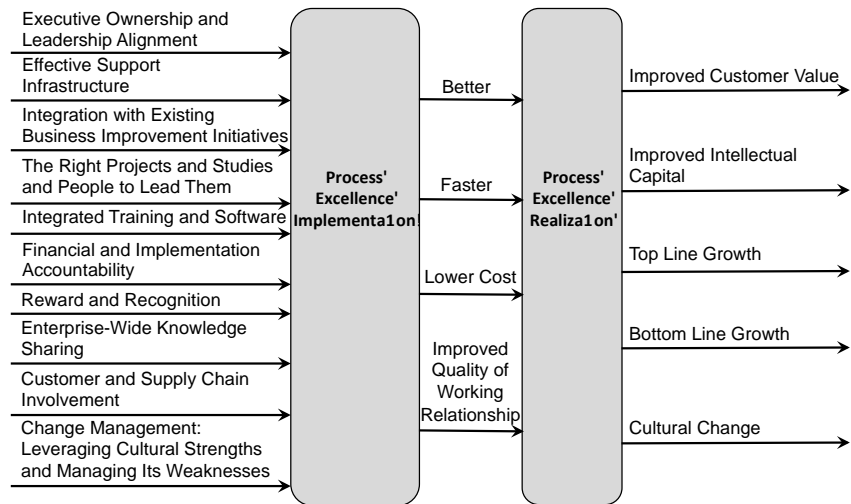 Executive Ownership and
Leadership Alignment
Effective Support
Infrastructure
Integration with Existing
Business Improvement Initiatives
The Right Projects and Studies
and People to Lead Them
Integrated Training and Software
Financial and Implementation
Accountability
Reward and Recognition
Enterprise-Wide Knowledge
Sharing
Customer and Supply Chain
Involvement
Change Management:
Leveraging Cultural Strengths
and Managing Its Weaknesses
Process'
Excellence'
Implementa1on!
Better
Faster
Lower Cost
Improved
Quality of
Working
Relationship
Process'
Excellence'
Realiza1on'
Improved Customer Value
Improved Intellectual
Capital
Top Line Growth
Bottom Line Growth
Cultural Change